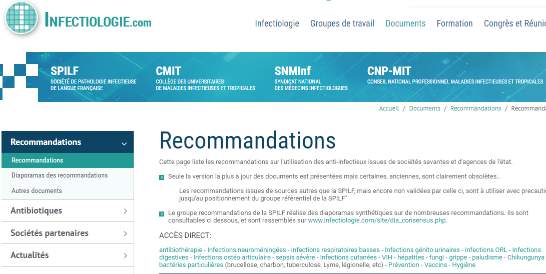 INFECTIOLOGIE.com
Infectiologie Groupes de travail Documents Formation Congrès et Réunio
SPILF
SOCIÉTÉ DE PATHOLOGIE INFECTIEUSE
DE LANGUE FRANÇAISE
CMIT
COLLÈGE DES UNIVERSITAIRES
DE MALADIES INFECTIEUSES ET TROPICALES
SNMInf
SYNDICAT NATIONAL
DES MÉDECINS INFECTIOLOGUES
CNP-MIT
CONSEIL NATIONAL PROFESSIONNEL MALADIES INFECTIEUSES ET TROPICALES
Accueil / Documents / Recommandations / Recommanda
Recommandations
Recommandations
Diaporamas des recommandations
Autres documents
Antibiotiques
Sociétés partenaires
Actualités
Recommandations
Cette page liste les recommandations sur l'utilisation des anti-infectieux issues de sociétés savantes et d'agences de l'état.
Seule la version la plus à jour des documents est présentées mais certaines, anciennes, sont clairement obsolètes..
Les recommandations issues de sources autres que la SPILF, mais encore non validées par celle ci, sont à utiliser avec précautio
jusqu'au positionnement du groupe référentiel de la SPILF"
Le groupe recommandations de la SPILF réalise des diaporamas synthétiques sur de nombreuses recommandations. Ils sont
consultables ci dessous, et sont rassemblés sur www.infectiologie.com/site/dia_consensus.php.
ACCÈS DIRECT:
antibiothérapie - Infections neuroméningées - Infections respiratoires basses - Infections génito urinaires - Infections ORL - Infections
digestives - Infections ostéo articulaire - sepsis sévère - Infections cutanées - VIH - hépatites - fungi - grippe - paludisme - Chikungunya
bactéries particulières (brucellose, charbon, tuberculose, Lyme, légionelle, etc) - Prévention - Vaccins - Hygiène